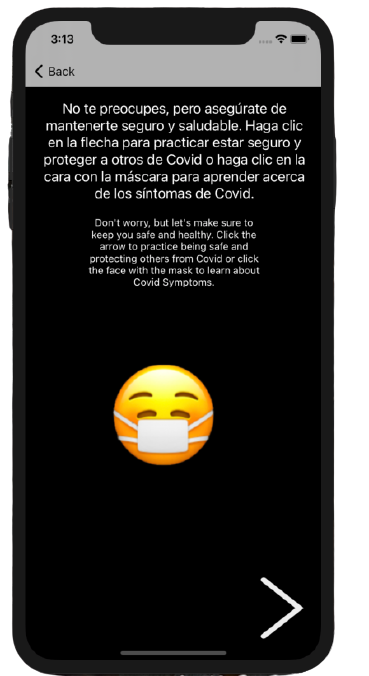 3:13
Back
No te preocupes, pero asegúrate de
mantenerte seguro y saludable. Haga clic
en la flecha para practicar estar seguro y
proteger a otros de Covid o haga clic en la
cara con la máscara para aprender acerca
de los síntomas de Covid.
Don't worry, but let's make sure to
keep you safe and healthy. Click the
arrow to practice being safe and
protecting others from Covid or click
the face with the mask to learn about
Covid Symptoms.